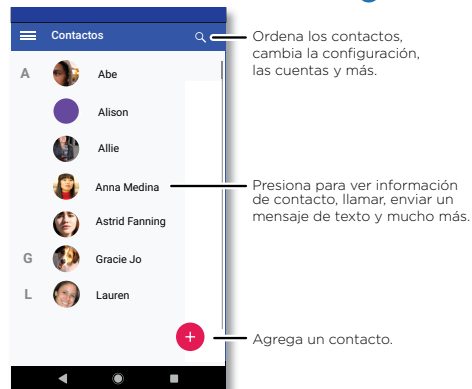 Contactos
Ordena los contactos,
cambia la configuración,
las cuentas y más.
A
Abe
Alison
Allie
Anna Medina
Presiona para ver información
de contacto, llamar, enviar un
mensaje de texto y mucho más.
Astrid Fanning
G
Gracie Jo
L
Lauren
+
Agrega un contacto.